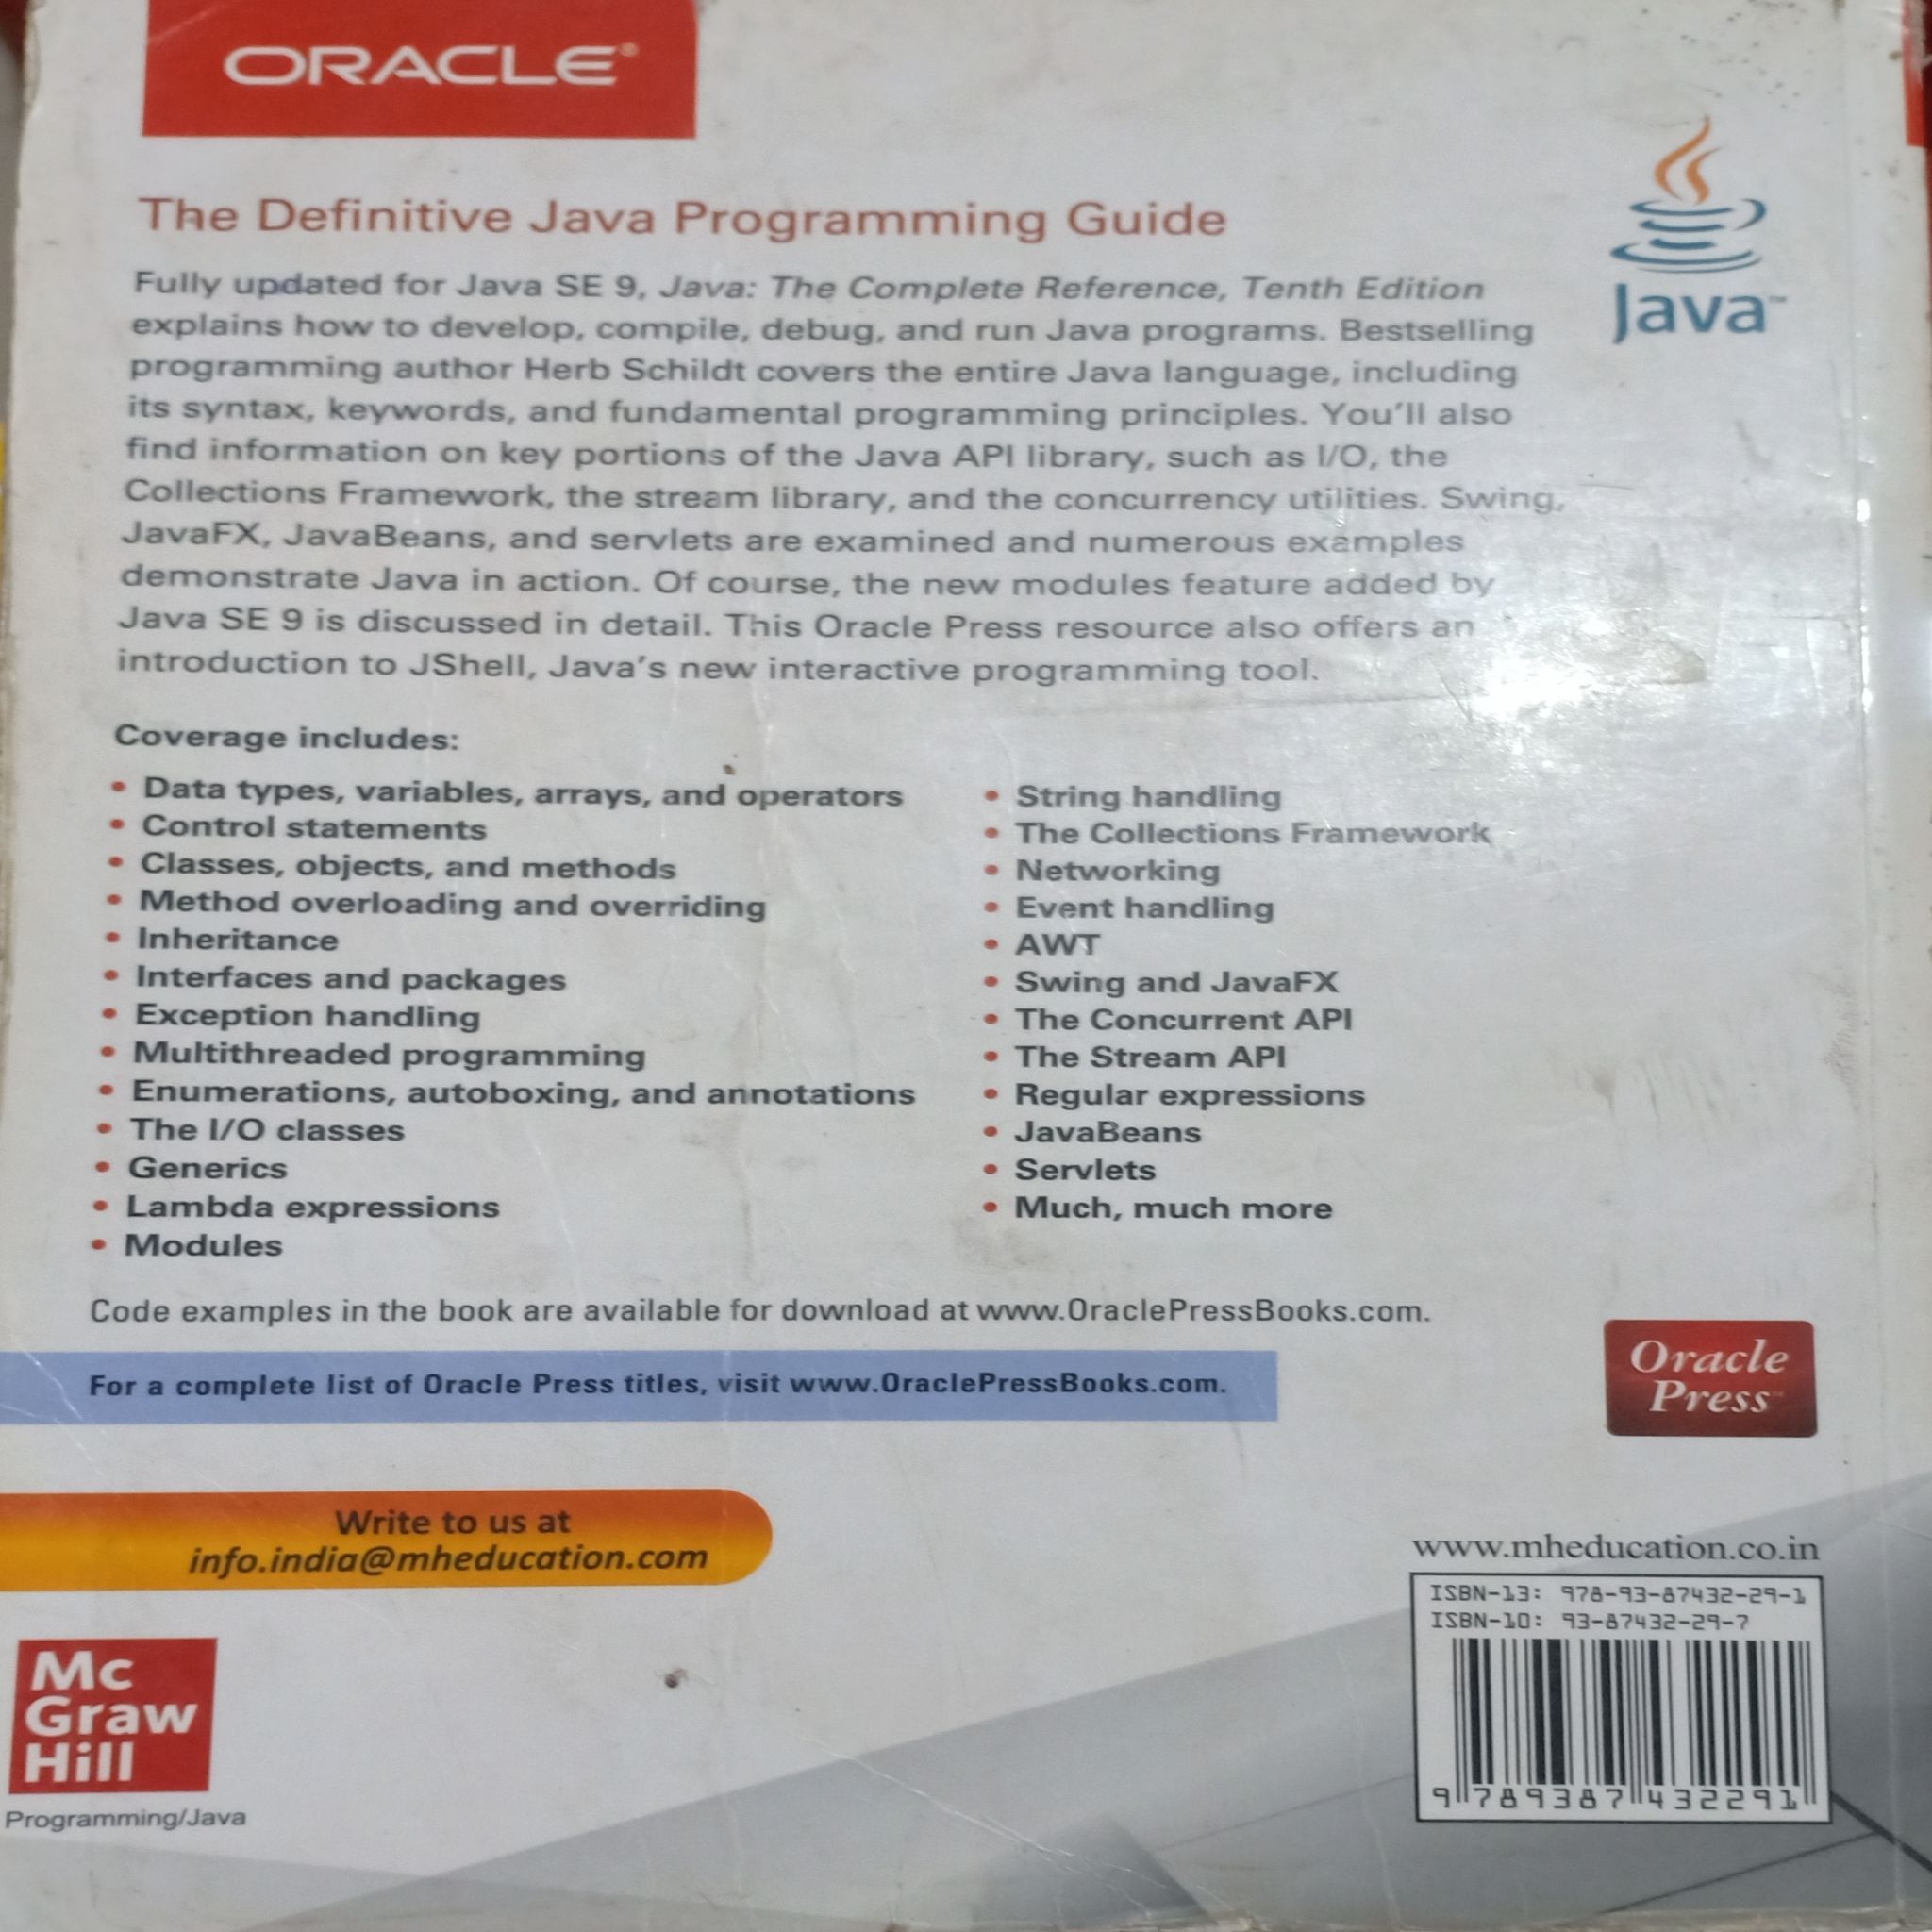 ORACLE®
The Definitive Java Programming Guide
Java™
Fully updated for Java SE 9, Java: The Complete Reference, Tenth Edition
explains how to develop, compile, debug, and run Java programs. Bestselling
programming author Herb Schildt covers the entire Java language, including
its syntax, keywords, and fundamental programming principles. You'll also
find information on key portions of the Java API library, such as I/O, the
Collections Framework, the stream library, and the concurrency utilities. Swing,
JavaFX, JavaBeans, and servlets are examined and numerous examples
demonstrate Java in action. Of course, the new modules feature added by
Java SE 9 is discussed in detail. This Oracle Press resource also offers an
introduction to JShell, Java's new interactive programming tool.
Coverage includes:
• Data types, variables, arrays, and operators
• Control statements
• Classes, objects, and methods
• Method overloading and overriding
• Inheritance
• Interfaces and packages
• Exception handling
• Multithreaded programming
• Enumerations, autoboxing, and annotations
• The I/O classes
• Generics
• Lambda expressions
• Modules
• String handling
• The Collections Framework
• Networking
• Event handling
• AWT
• Swing and JavaFX
• The Concurrent API
• The Stream API
• Regular expressions
• JavaBeans
• Servlets
• Much, much more
Code examples in the book are available for download at www.OraclePressBooks.com.
For a complete list of Oracle Press titles, visit www.OraclePressBooks.com.
Oracle
Press™
Write to us at
info.india@mheducation.com
www.mheducation.co.in
ISBN-13: 978-93-87432-29-1
ISBN-10: 93-87432-29-7
9 789387 432291
Mc
Graw
Hill
Programming/Java